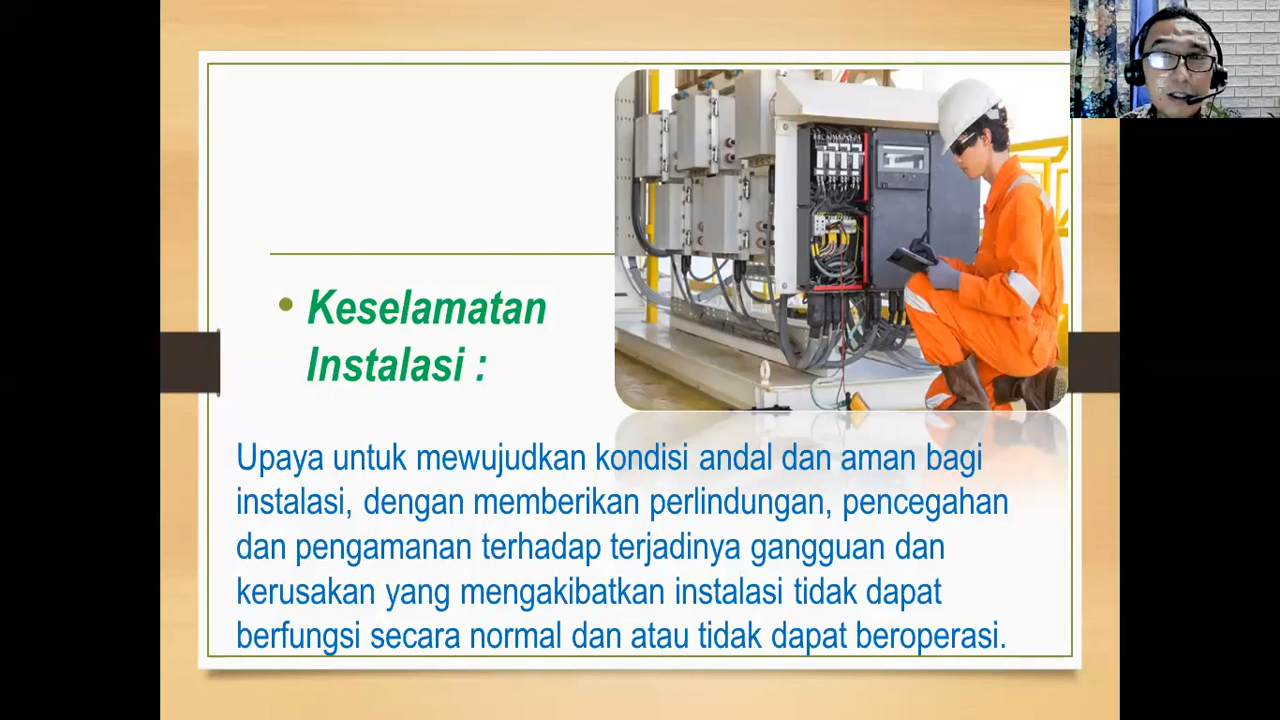 • Keselamatan
Instalasi :
Upaya untuk mewujudkan kondisi andal dan aman bagi
instalasi, dengan memberikan perlindungan, pencegahan
dan pengamanan terhadap terjadinya gangguan dan
kerusakan yang mengakibatkan instalasi tidak dapat
berfungsi secara normal dan atau tidak dapat beroperasi.